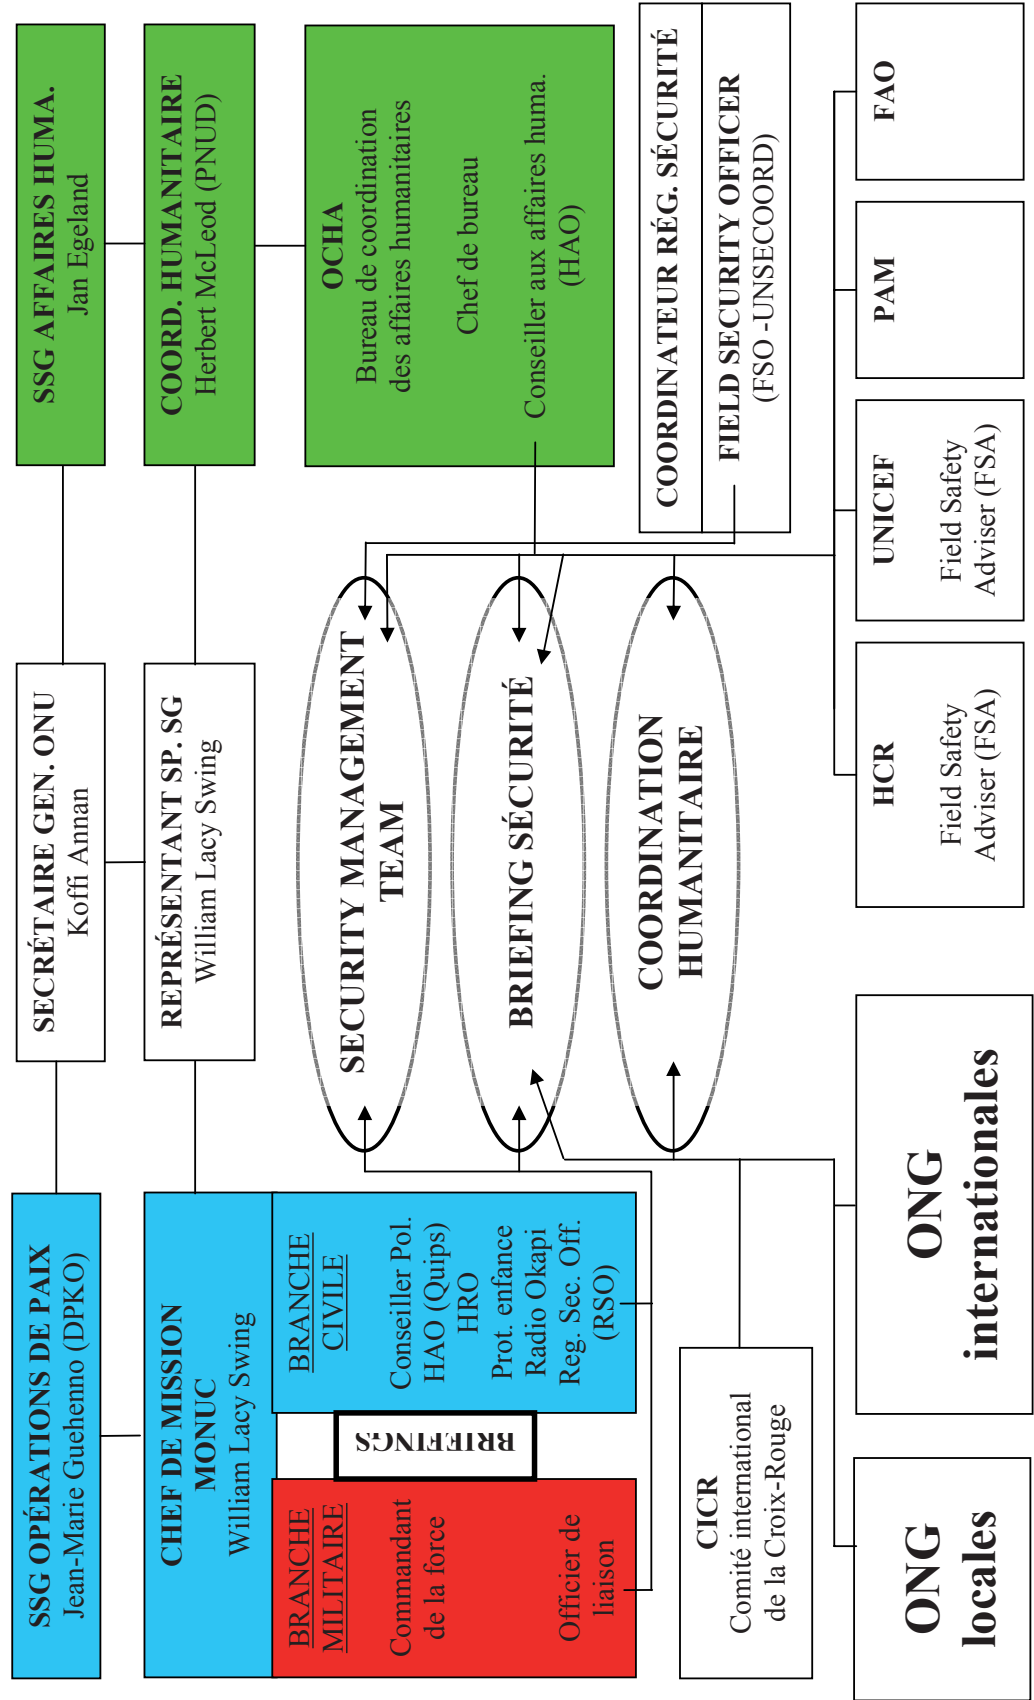 SSG OPÉRATIONS DE PAIX
Jean-Marie Guehenno (DPKO)
SECRÉTAIRE GEN. ONU
Koffi Annan
SSG AFFAIRES HUMA.
Jan Egeland
CHEF DE MISSION
MONUC
William Lacy Swing
REPRÉSENTANT SP. SG
William Lacy Swing
COORD. HUMANITAIRE
Herbert McLeod (PNUD)
BRANCHE
MILITAIRE
Commandant
de la force
Officier de
liaison
BRIEFINGS
BRANCHE
CIVILE
Conseiller Pol.
HAO (Quips)
HRO
Prot. enfance
Radio Okapi
Reg. Sec. Off.
(RSO)
SECURITY MANAGEMENT
TEAM
BRIEFING SÉCURITÉ
COORDINATION
HUMANITAIRE
OCHA
Bureau de coordination
des affaires humanitaires
Chef de bureau
Conseiller aux affaires huma.
(HAO)
COORDINATEUR RÉG. SÉCURITÉ
FIELD SECURITY OFFICER
(FSO -UNSECOORD)
CICR
Comité international
de la Croix-Rouge
ONG
locales
ONG
internationales
HCR
Field Safety
Adviser (FSA)
UNICEF
Field Safety
Adviser (FSA)
PAM
FAO